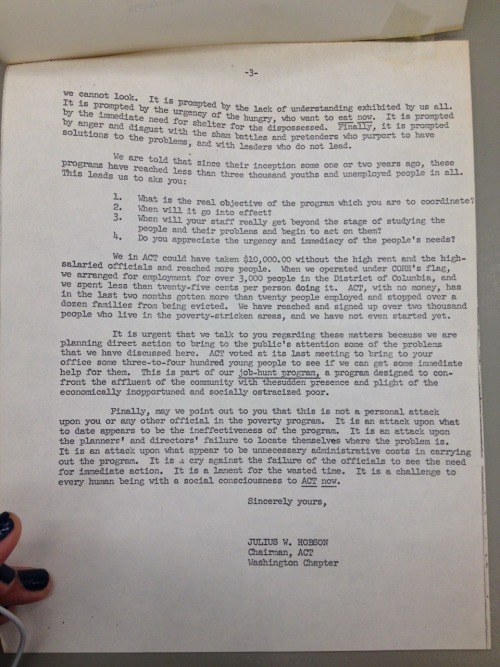 -3-
we cannot look. It is prompted by the lack of understanding exhibited by us all.
It is prompted by the urgency of the hungry, who want to eat now. It is prompted
by the immediate need for shelter for the dispossessed. Finally, it is prompted
by anger and disgust with the sham battles and pretenders who purport to have
solutions to the problems, and with leaders who do not lead.
We are told that since their inception some one or two years ago, these
programs have reached less than three thousand youths and unemployed people in all.
This leads us to aks you;
1. What is the real objective of the program which you are to coordinate?
2. When will it go into effect?
3. When will your staff really get beyond the stage of studying the
people and their problems and begin to act on them?
4. Do you appreciate the urgency and immediacy of the people's needs?
We in ACT could have taken $10,000.00 without the high rent and the high-
salaried officials and reached more people. When we operated under CORE's flag,
we arranged for employment for over 3,000 people in the District of Columbia, and
we spent less than twenty-five cents per person doing it. ACT, with no money, has
in the last two months gotten more than twenty people employed and stopped over a
dozen families from being evicted. We have reached and signed up over two thousand
people who live in the poverty-stricken areas, and we have not even started yet.
It is urgent that we talk to you regarding these matters because we are
planning direct action to bring to the public's attention some of the problems
that we have discussed here. ACT voted at its last meeting to bring to your
office some three-to-four hundred young people to see if we can get some immediate
help for them. This is part of our job-hunt program, a program designed to con-
front the affluent of the community with thesudden presence and plight of the
economically inopportuned and socially ostracized poor.
Finally, may we point out to you that this is not a personal attack
upon you or any other official in the poverty program. It is an attack upon what
to date appears to be the ineffectiveness of the program. It is an attack upon
the planners' and directors' failure to locate themselves where the problem is.
It is an attack upon what appear to be unnecessary administrative costs in carrying
out the program. It is a cry against the failure of the officials to see the need
for immediate action. It is a lament for the wasted time. It is a challenge to
every human being with a social consciousness to ACT now.
Sincerely yours,
JULIUS W. HOBSON
Chairman, ACT
Washington Chapter